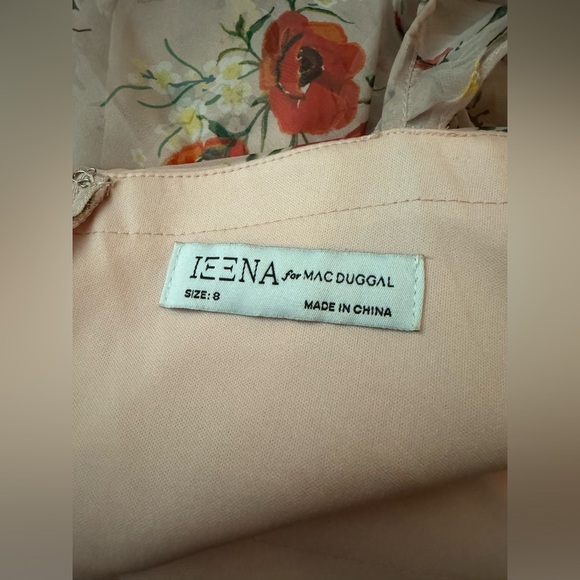 IEENA for MAC DUGGAL
SIZE: 8
MADE IN CHINA